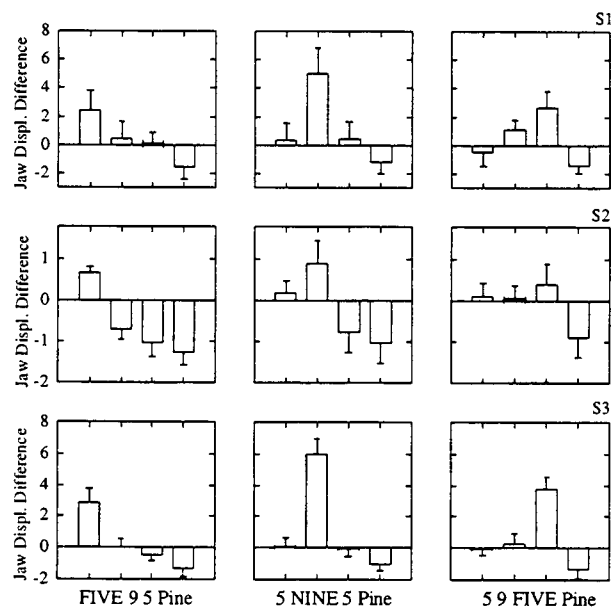 S1
Jaw Displ. Difference
8
6
4
2
0
-2
S2
Jaw Displ. Difference
1
0
-1
-2
S3
Jaw Displ. Difference
8
6
4
2
0
-2
FIVE 9 5 Pine
5 NINE 5 Pine
5 9 FIVE Pine